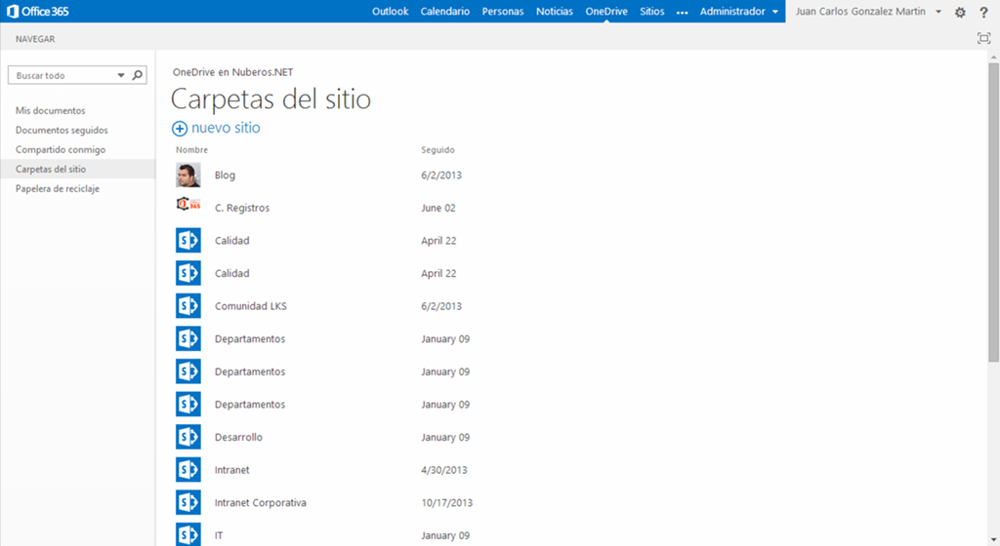 Office 365 Outlook Calendario Personas Noticias OneDrive Sitios ••• Administrador Juan Carlos Gonzalez Martin ?
NAVEGAR
Buscar todo
Mis documentos
Documentos seguidos
Compartido conmigo
Carpetas del sitio
Papelera de reciclaje
OneDrive en Nuberos.NET
Carpetas del sitio
nuevo sitio
Nombre Seguido
Blog 6/2/2013
C. Registros June 02
Calidad April 22
Calidad April 22
Comunidad LKS 6/2/2013
Departamentos January 09
Departamentos January 09
Departamentos January 09
Desarrollo January 09
Intranet 4/30/2013
Intranet Corporativa 10/17/2013
IT January 09